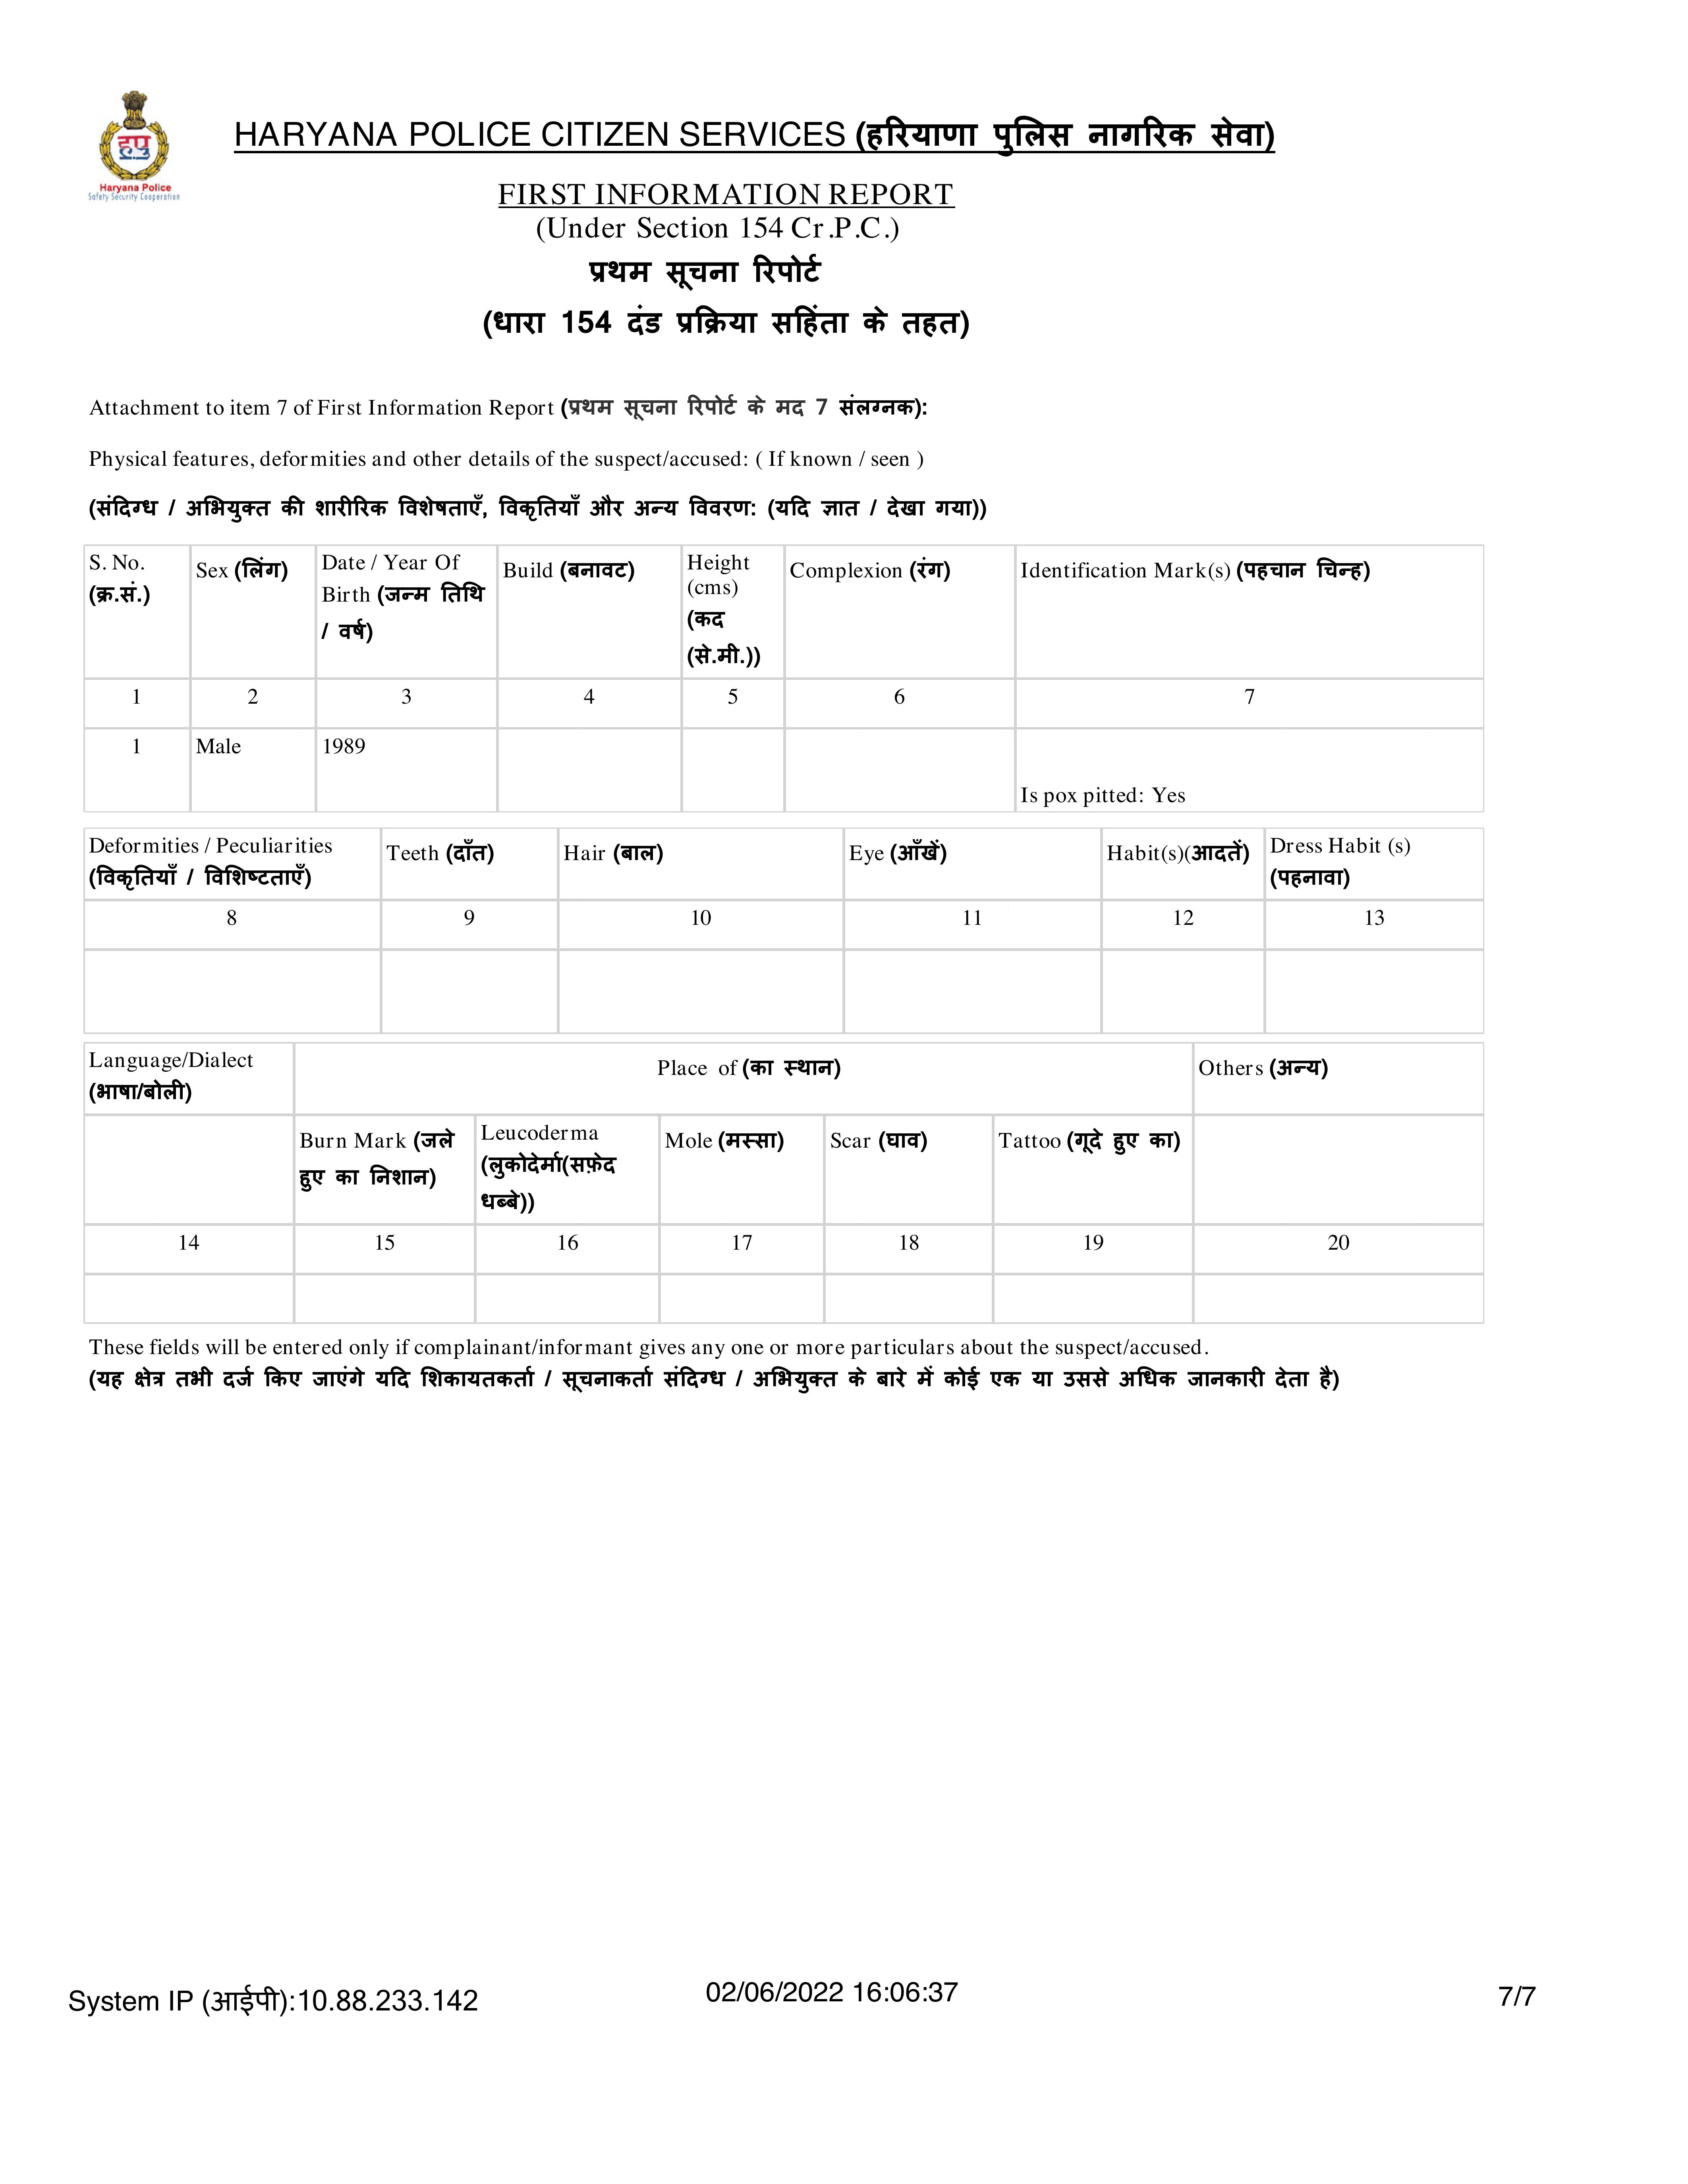 हपु
Haryana Police
Safety Security Cooperation
HARYANA POLICE CITIZEN SERVICES (हरियाणा पुलिस नागरिक सेवा)
FIRST INFORMATION REPORT
(Under Section 154 Cr.P.C.)
प्रथम सूचना रिपोर्ट
(धारा 154 दंड प्रक्रिया सहिंता के तहत)
Attachment to item 7 of First Information Report (प्रथम सूचना रिपोर्ट के मद 7 संलग्नक):
Physical features, deformities and other details of the suspect/accused: ( If known / seen )
(संदिग्ध / अभियुक्त की शारीरिक विशेषताएँ, विकृतियाँ और अन्य विवरण: (यदि ज्ञात / देखा गया))
S. No.
(क्र.सं.)
Sex (लिंग)
Date / Year Of
Birth (जन्म तिथि
/ वर्ष)
Build (बनावट)
Height
(cms)
(कद
(से.मी.))
Complexion (रंग)
Identification Mark(s) (पहचान चिन्ह)
1 2 3 4 5 6 7
1 Male 1989
Is pox pitted: Yes
Deformities / Peculiarities
(विकृतियाँ / विशिष्टताएँ)
Teeth (दाँत)
Hair (बाल)
Eye (आँखें)
Habit(s)(आदतें)
Dress Habit (s)
(पहनावा)
8 9 10 11 12 13
Language/Dialect
(भाषा/बोली)
Place of (का स्थान)
Others (अन्य)
Burn Mark (जले
हुए का निशान)
Leucoderma
(लुकोदेर्मा(सफ़ेद
धब्बे))
Mole (मस्सा)
Scar (घाव)
Tattoo (गूदे हुए का)
14 15 16 17 18 19 20
These fields will be entered only if complainant/informant gives any one or more particulars about the suspect/accused.
(यह क्षेत्र तभी दर्ज किए जाएंगे यदि शिकायतकर्ता / सूचनाकर्ता संदिग्ध / अभियुक्त के बारे में कोई एक या उससे अधिक जानकारी देता है)
System IP (आईपी):10.88.233.142 02/06/2022 16:06:37 7/7